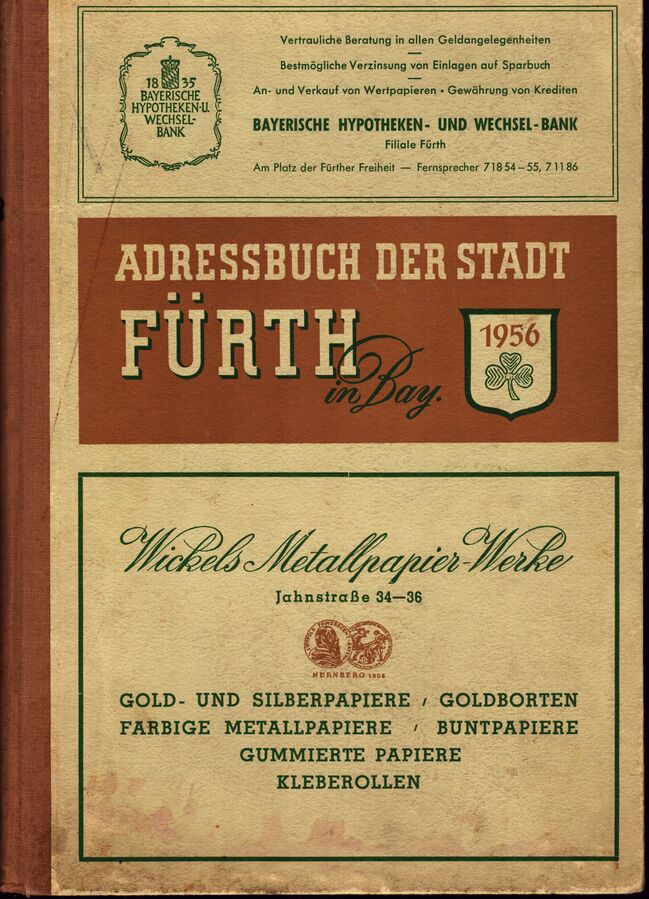 18 35
BAYERISCHE
HYPOTHEKEN-U.
WECHSEL-
BANK
Vertrauliche Beratung in allen Geldangelegenheiten
Bestmögliche Verzinsung von Einlagen auf Sparbuch
An- und Verkauf von Wertpapieren • Gewährung von Krediten
BAYERISCHE HYPOTHEKEN- UND WECHSEL-BANK
Filiale Fürth
Am Platz der Fürther Freiheit — Fernsprecher 718 54 – 55, 7 11 86
ADRESSBUCH DER STADT
FÜRTH
in Bay.
1956
Wickels Metallpapier-Werke
Jahnstraße 34—36
NÜRNBERG 1906
GOLD- UND SILBERPAPIERE / GOLDBORTEN
FARBIGE METALLPAPIERE / BUNTPAPIERE
GUMMIERTE PAPIERE
KLEBEROLLEN